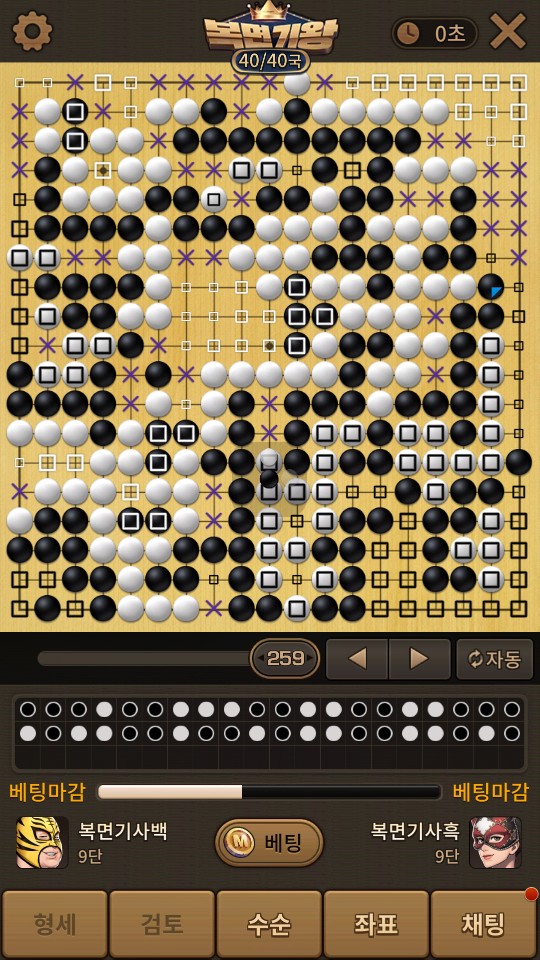 복면기왕
40/40국
0초
259
자동
베팅마감
베팅마감
복면기사백
9단
M 베팅
복면기사흑
9단
형세
검토
수순
좌표
채팅